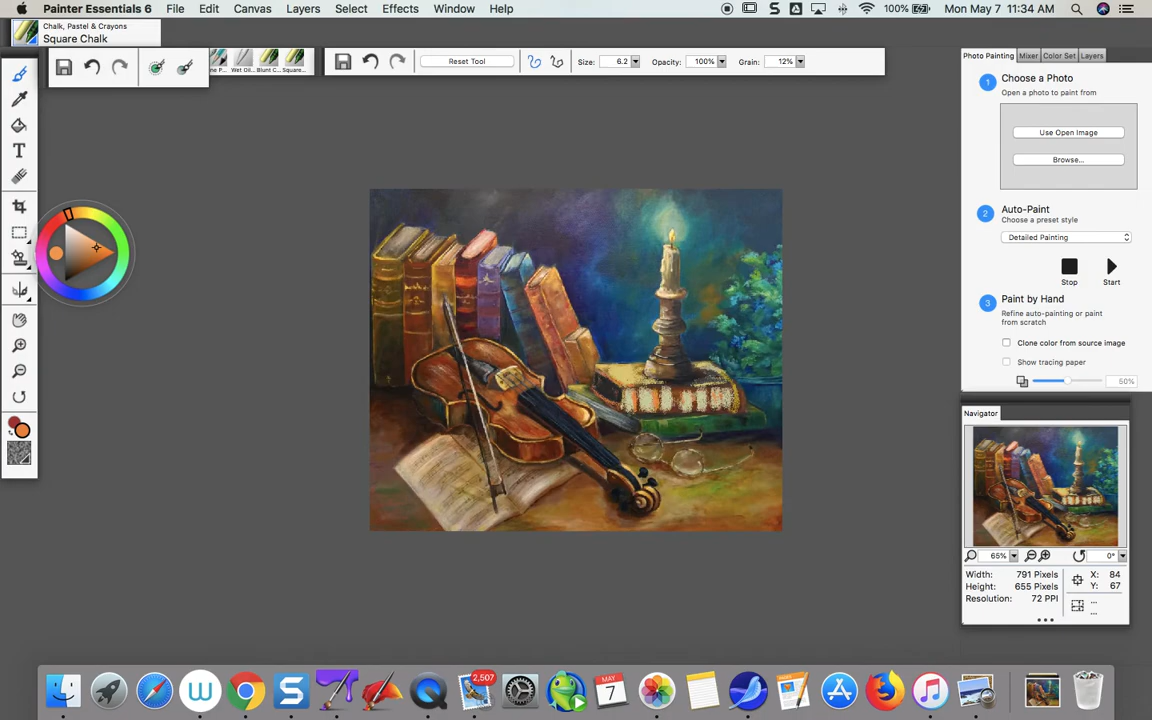 Painter Essentials 6 File Edit Canvas Layers Select Effects Window Help 100% Mon May 7 11:34 AM
Chalk, Pastel & Crayons
Square Chalk
Wet Oil... Blunt C... Square...
Reset Tool Size: 6.2 Opacity: 100% Grain: 12%
Photo Painting Mixer Color Set Layers
1 Choose a Photo
Open a photo to paint from
Use Open Image
Browse...
2 Auto-Paint
Choose a preset style
Detailed Painting
Stop Start
3 Paint by Hand
Refine auto-painting or paint
from scratch
Clone color from source image
Show tracing paper
50%
Navigator
65% 0°
Width: 791 Pixels X: 84
Height: 655 Pixels Y: 67
Resolution: 72 PPI
2,507
MAY
7